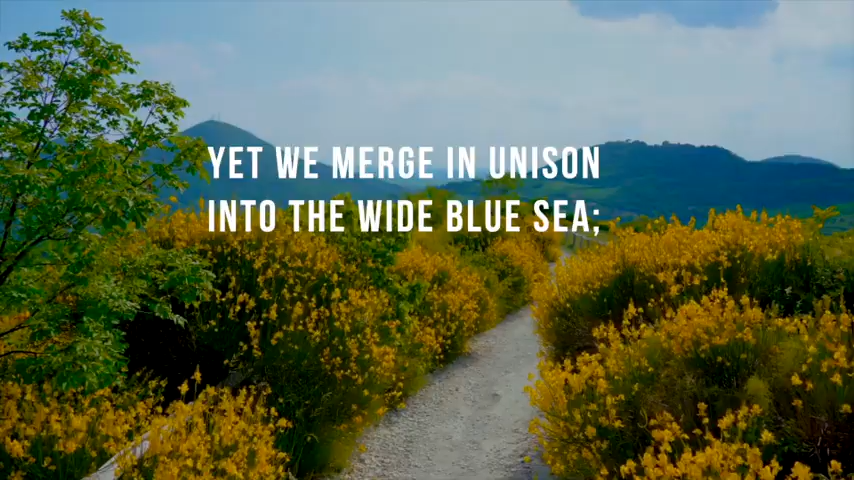 YET WE MERGE IN UNISON
INTO THE WIDE BLUE SEA;